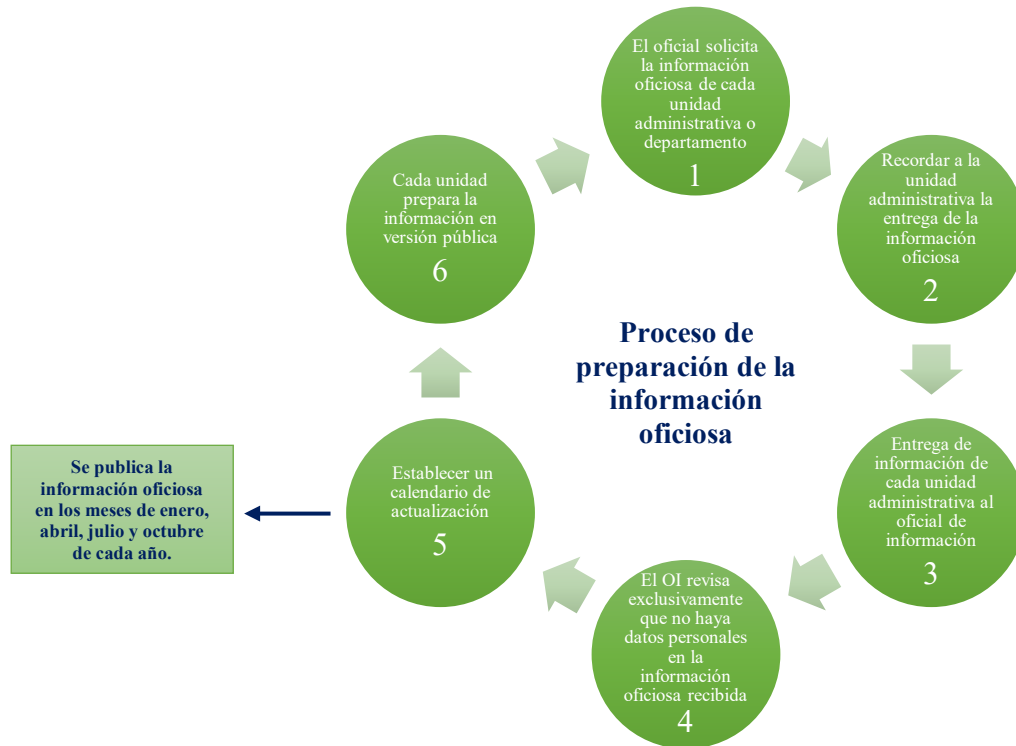 El oficial solicita
la información
oficiosa de cada
unidad
administrativa o
departamento
1
Recordar a la
unidad
administrativa la
entrega de la
información
oficiosa
2
Entrega de
información de
cada unidad
administrativa al
oficial de
información
3
El OI revisa
exclusivamente
que no haya
datos personales
en la
información
oficiosa recibida
4
Establecer un
calendario de
actualización
5
Cada unidad
prepara la
información en
versión pública
6
Proceso de
preparación de la
información
oficiosa
Se publica la
información oficiosa
en los meses de enero,
abril, julio y octubre
de cada año.